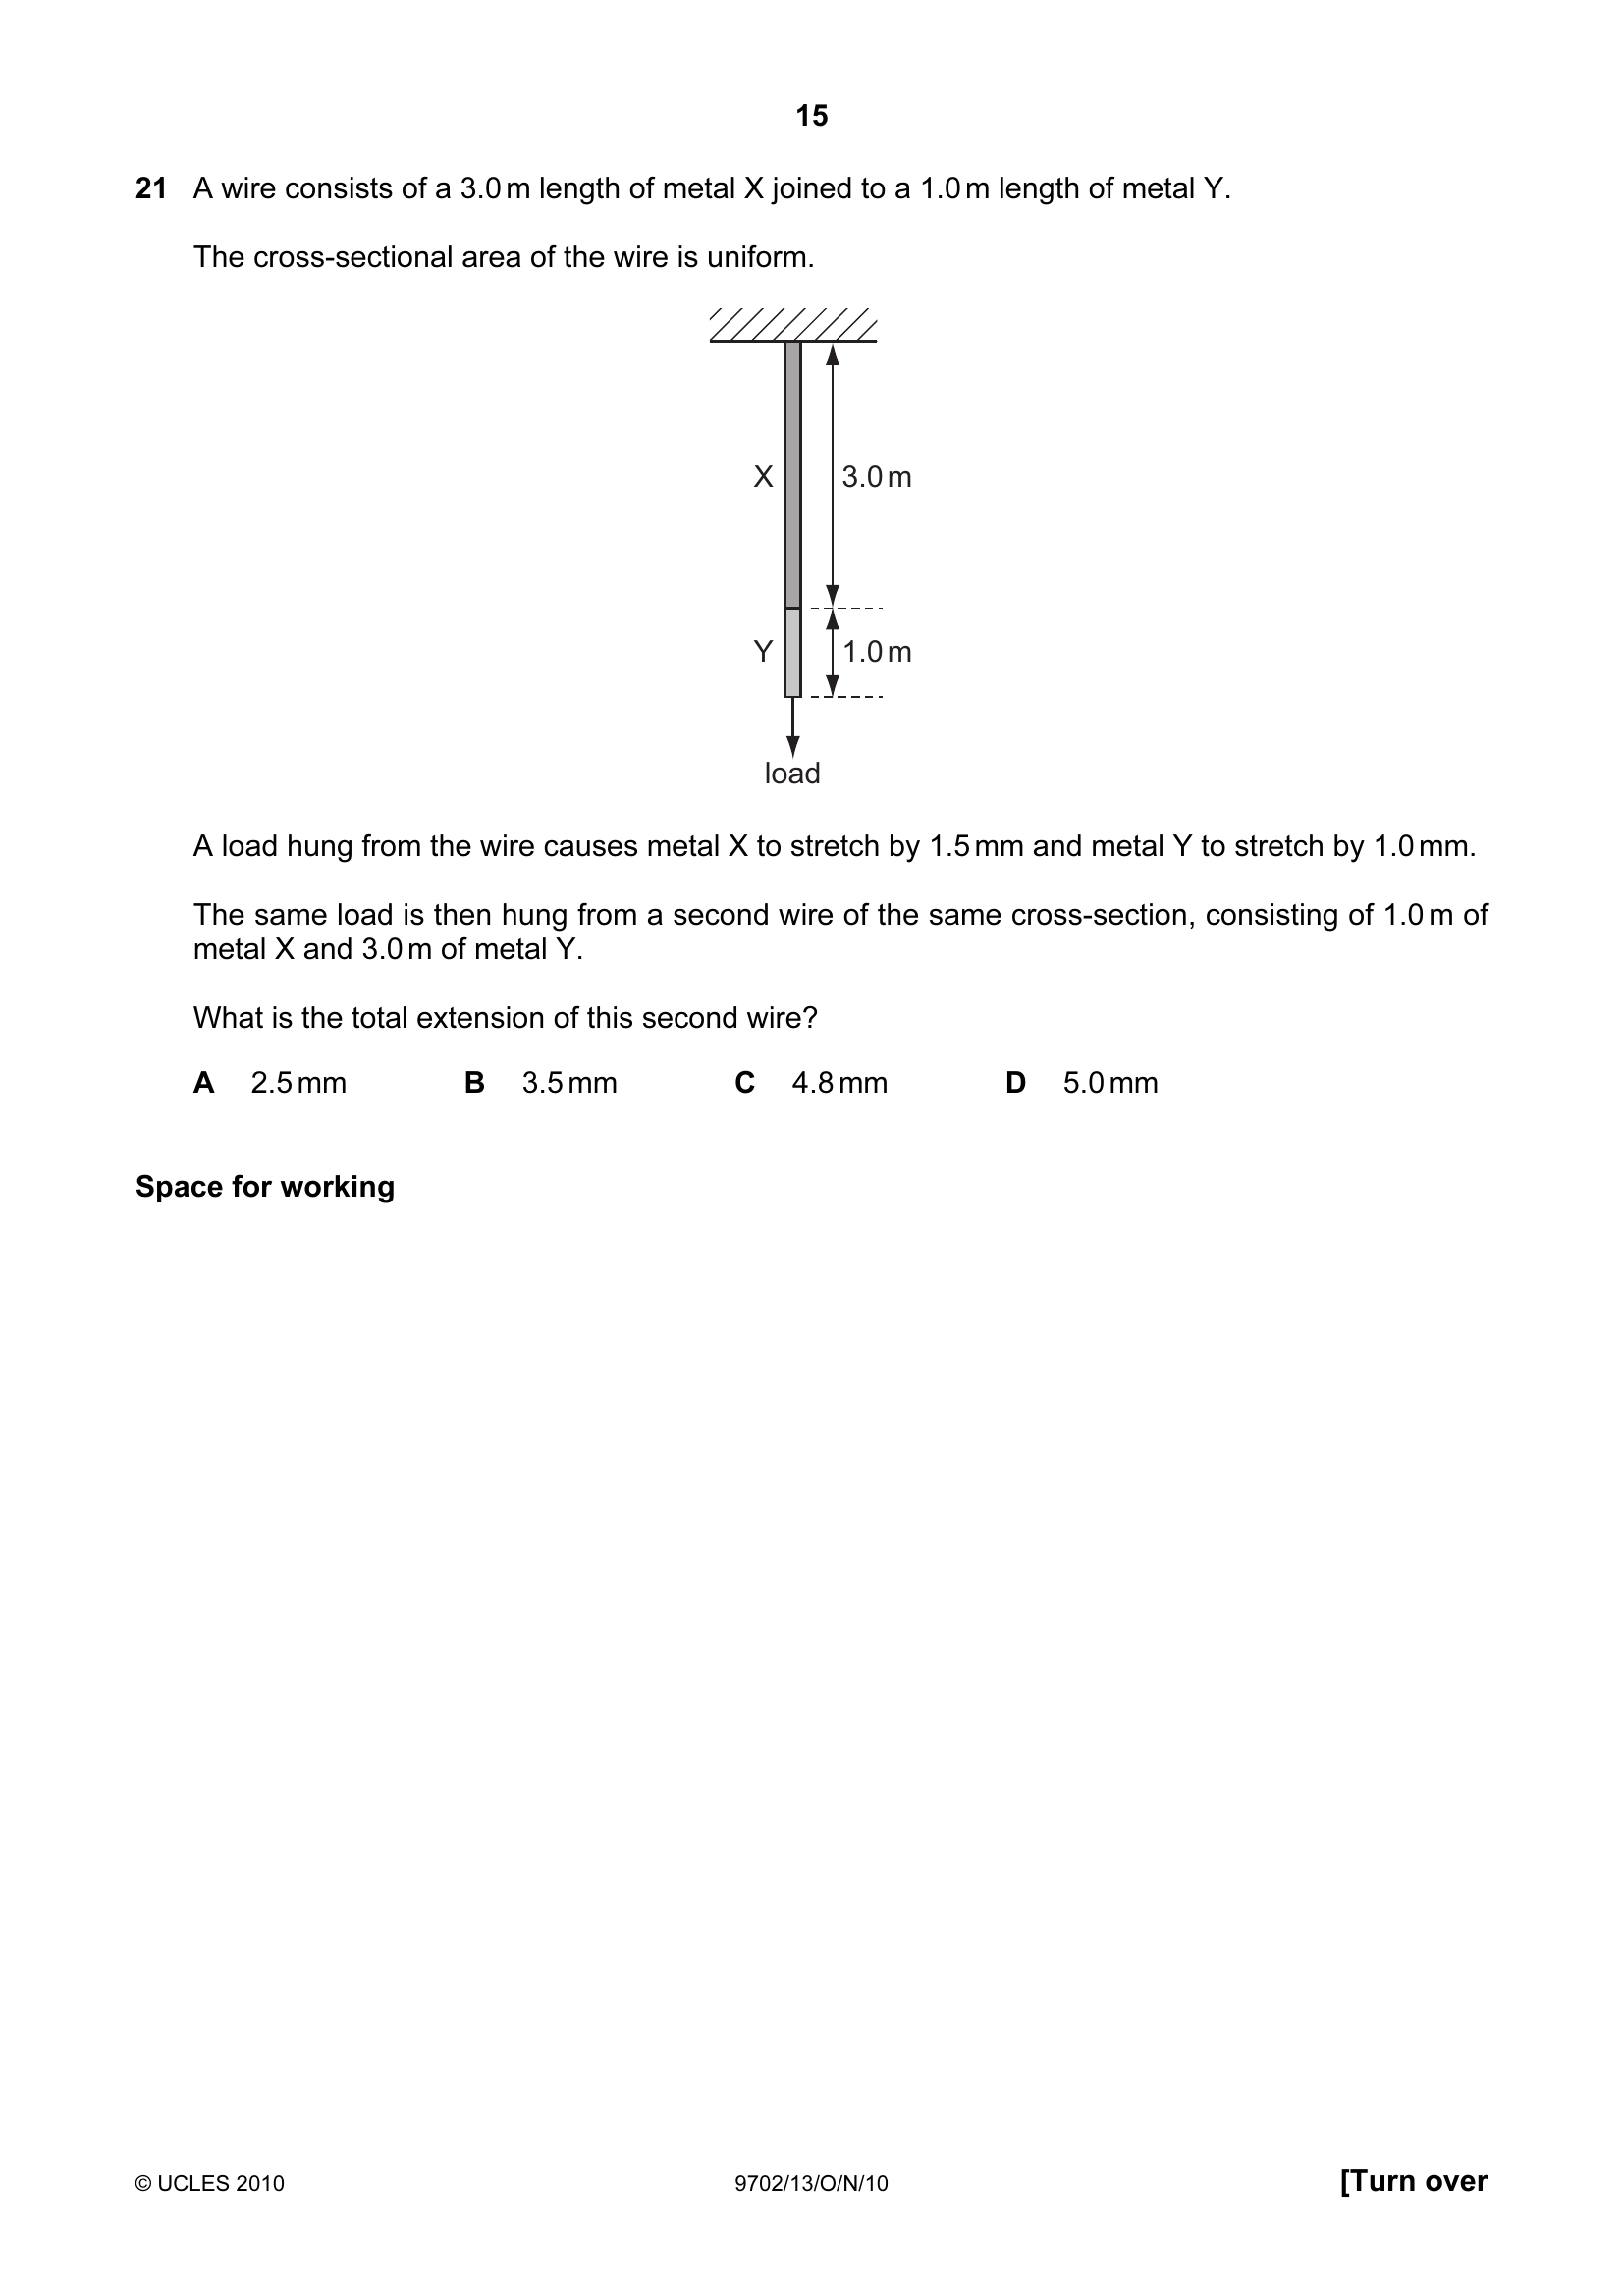 15
21 A wire consists of a 3.0 m length of metal X joined to a 1.0 m length of metal Y.
The cross-sectional area of the wire is uniform.
X
3.0 m
Y
1.0 m
load
A load hung from the wire causes metal X to stretch by 1.5 mm and metal Y to stretch by 1.0 mm.
The same load is then hung from a second wire of the same cross-section, consisting of 1.0 m of
metal X and 3.0 m of metal Y.
What is the total extension of this second wire?
A 2.5 mm B 3.5 mm C 4.8 mm D 5.0 mm
Space for working
© UCLES 2010 9702/13/O/N/10 [Turn over